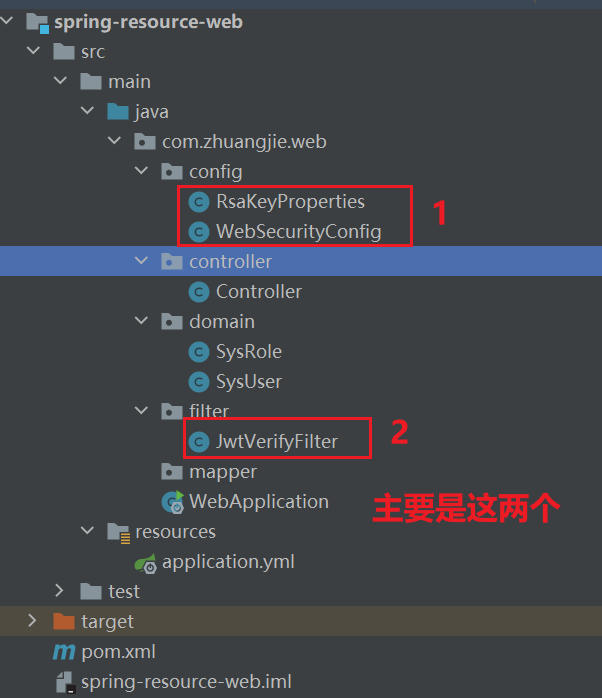 spring-resource-web
src
main
java
com.zhuangjie.web
config
RsaKeyProperties
1
WebSecurityConfig
controller
Controller
domain
SysRole
SysUser
filter
JwtVerifyFilter
2
mapper
WebApplication
主要是这两个
resources
application.yml
test
target
pom.xml
spring-resource-web.iml